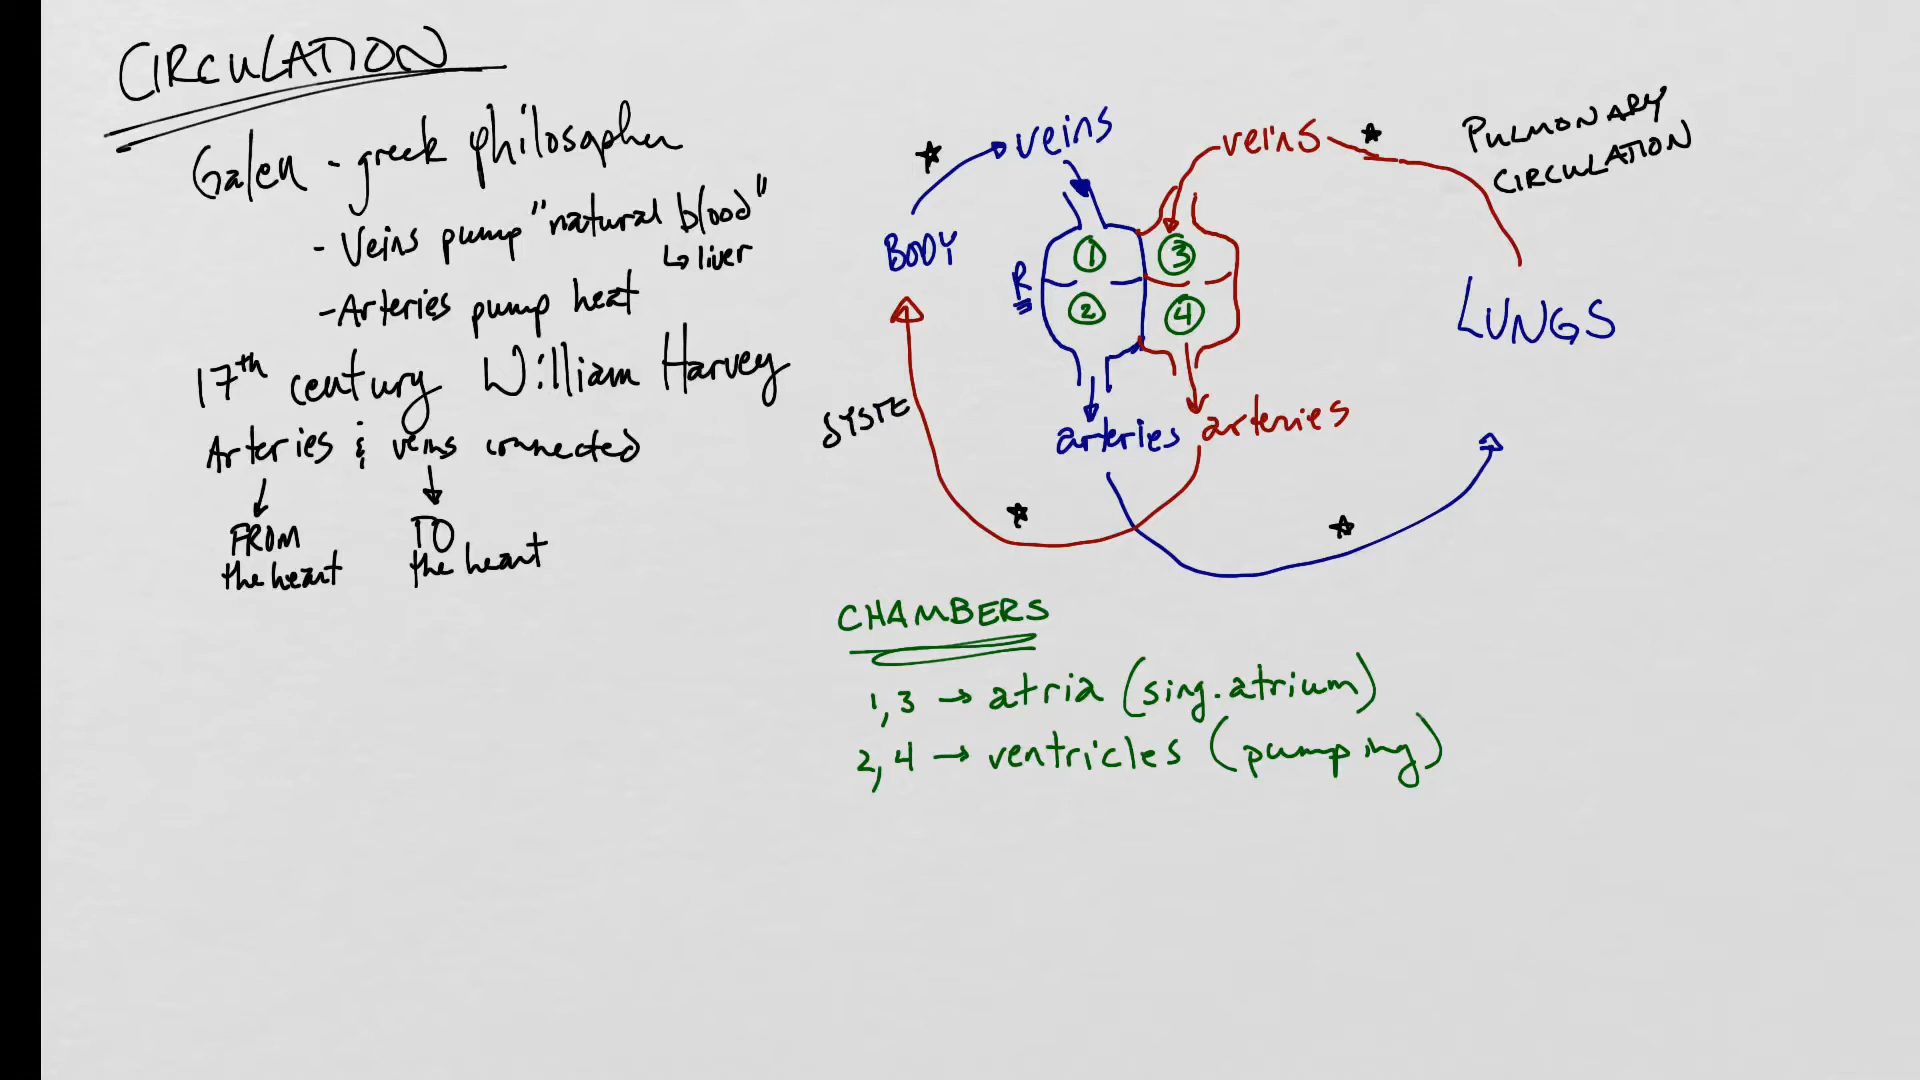 CIRCULATION
Galen - greek philosopher
- Veins pump "natural blood"
↳ liver
- Arteries pump heat
17th century William Harvey
Arteries & veins connected
FROM
the heart
TO
the heart
veins
veins
PULMONARY
CIRCULATION
BODY
R
1
3
2
4
LUNGS
SYSTE
arteries
arteries
CHAMBERS
1, 3 → atria (sing. atrium)
2, 4 → ventricles (pumping)